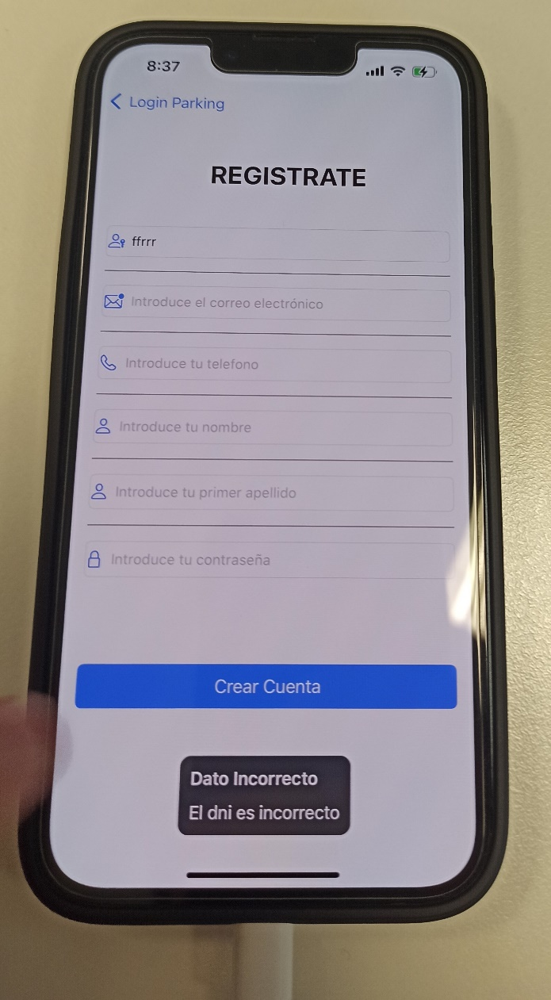 8:37
Login Parking
REGISTRATE
ffrrr
Introduce el correo electrónico
Introduce tu telefono
Introduce tu nombre
Introduce tu primer apellido
Introduce tu contraseña
Crear Cuenta
Dato Incorrecto
El dni es incorrecto